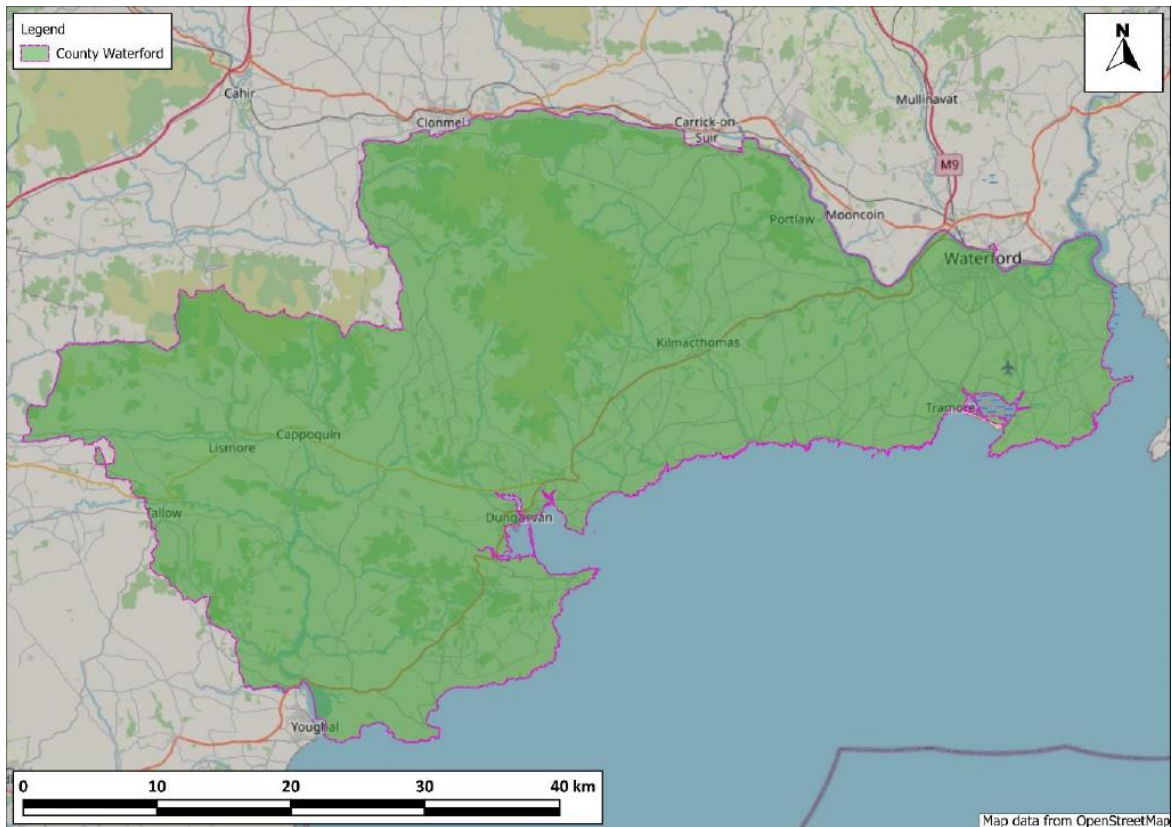 Legend
County Waterford
N
Cahir
Clonmel
Carrick-on
Suir
Mullinavat
M9
Portlaw
Mooncoin
Waterford
Kilmacthomas
Tramore
Cappoquin
Lismore
Tallow
Dungarvan
Youghal
0 10 20 30 40 km
Map data from OpenStreetMap